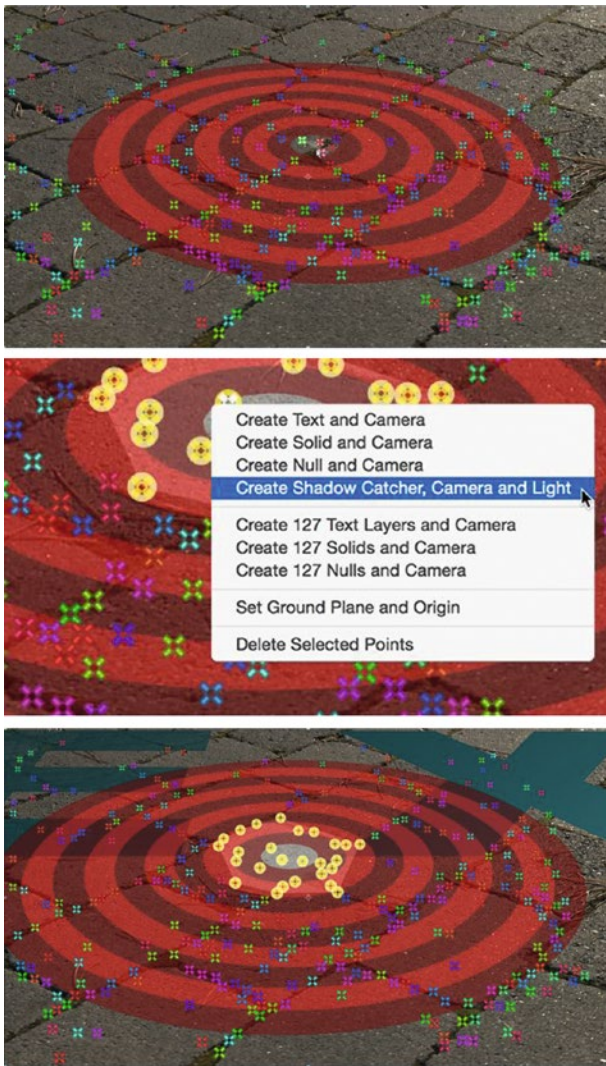 Create Text and Camera
Create Solid and Camera
Create Null and Camera
Create Shadow Catcher, Camera and Light
Create 127 Text Layers and Camera
Create 127 Solids and Camera
Create 127 Nulls and Camera
Set Ground Plane and Origin
Delete Selected Points